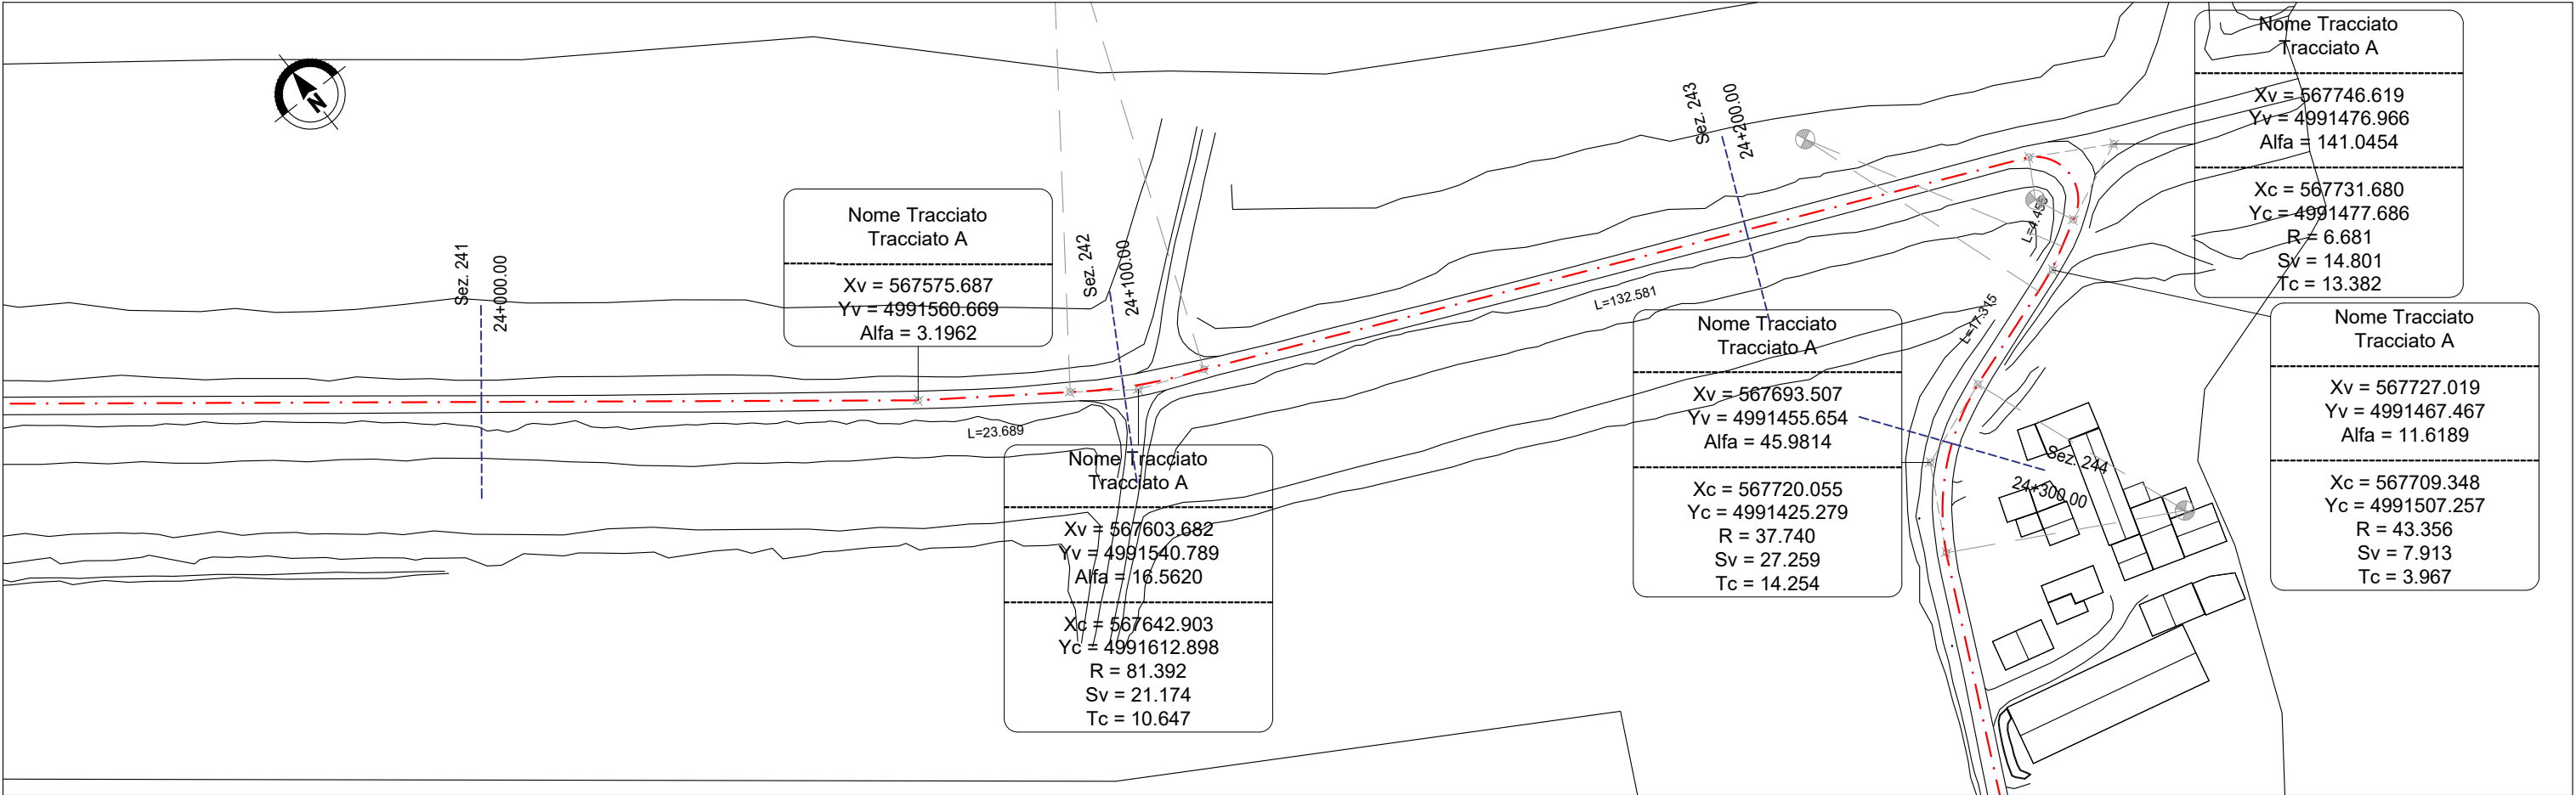 N
Sez. 241
24+000.00
Nome Tracciato
Tracciato A
Xv = 567575.687
Yv = 4991560.669
Alfa = 3.1962
L=23.689
Sez. 242
24+100.00
Nome Tracciato
Tracciato A
Xv = 567603.682
Yv = 4991540.789
Alfa = 16.5620
Xc = 567642.903
Yc = 4991612.898
R = 81.392
Sv = 21.174
Tc = 10.647
L=132.581
Sez. 243
24+200.00
Nome Tracciato
Tracciato A
Xv = 567746.619
Yv = 4991476.966
Alfa = 141.0454
Xc = 567731.680
Yc = 4991477.686
R = 6.681
Sv = 14.801
Tc = 13.382
L=4.455
Nome Tracciato
Tracciato A
Xv = 567727.019
Yv = 4991467.467
Alfa = 11.6189
Xc = 567709.348
Yc = 4991507.257
R = 43.356
Sv = 7.913
Tc = 3.967
L=17.315
Nome Tracciato
Tracciato A
Xv = 567693.507
Yv = 4991455.654
Alfa = 45.9814
Xc = 567720.055
Yc = 4991425.279
R = 37.740
Sv = 27.259
Tc = 14.254
Sez. 244
24+300.00